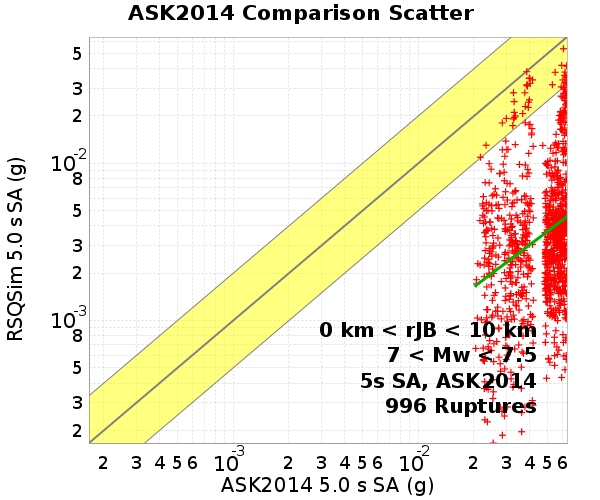 ASK2014 Comparison Scatter
RSQSim 5.0 s SA (g)
5
3
2
10-2
8
5
3
2
10-3
8
5
3
2
0 km < rJB < 10 km
7 < Mw < 7.5
5s SA, ASK2014
996 Ruptures
2 3 4 5 6 10-3 2 3 4 5 6 10-2 2 3 4 5 6
ASK2014 5.0 s SA (g)